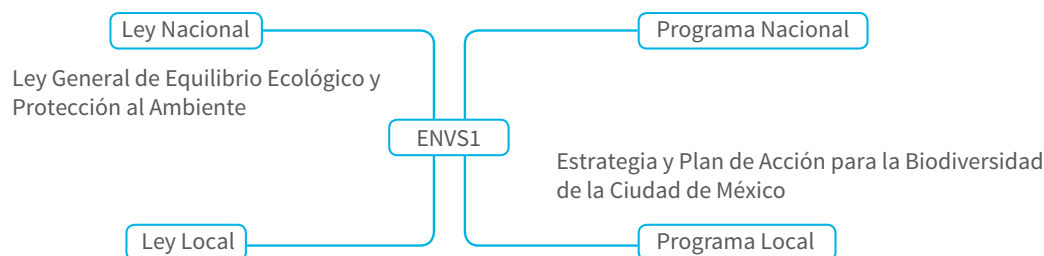 Ley Nacional
Programa Nacional
Ley General de Equilibrio Ecológico y
Protección al Ambiente
ENVS1
Estrategia y Plan de Acción para la Biodiversidad
de la Ciudad de México
Ley Local
Programa Local